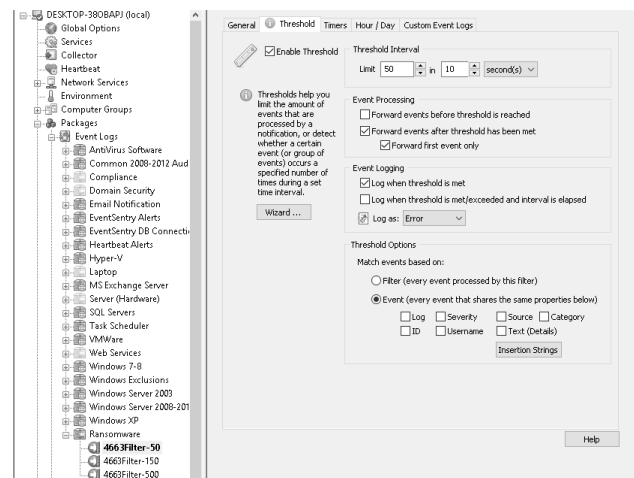 DESKTOP-38OBAPJ (local)
Global Options
Services
Collector
Heartbeat
Network Services
Environment
Computer Groups
Packages
Event Logs
AntiVirus Software
Common 2008-2012 Aud
Compliance
Domain Security
Email Notification
EventSentry Alerts
EventSentry DB Connecti
Heartbeat Alerts
Hyper-V
Laptop
MS Exchange Server
Server (Hardware)
SQL Servers
Task Scheduler
VMWare
Web Services
Windows 7-8
Windows Exclusions
Windows Server 2003
Windows Server 2008-201
Windows XP
Ransomware
4663Filter-50
4663Filter-150
4663Filter-500
General Threshold Timers Hour / Day Custom Event Logs
Enable Threshold
Thresholds help you
limit the amount of
events that are
processed by a
notification, or detect
whether a certain
event (or group of
events) occurs a
specified number of
times during a set
time interval.
Wizard ...
Threshold Interval
Limit 50 in 10 second(s)
Event Processing
Forward events before threshold is reached
Forward events after threshold has been met
Forward first event only
Event Logging
Log when threshold is met
Log when threshold is met/exceeded and interval is elapsed
Log as: Error
Threshold Options
Match events based on:
Filter (every event processed by this filter)
Event (every event that shares the same properties below)
Log Severity Source Category
ID Username Text (Details)
Insertion Strings
Help